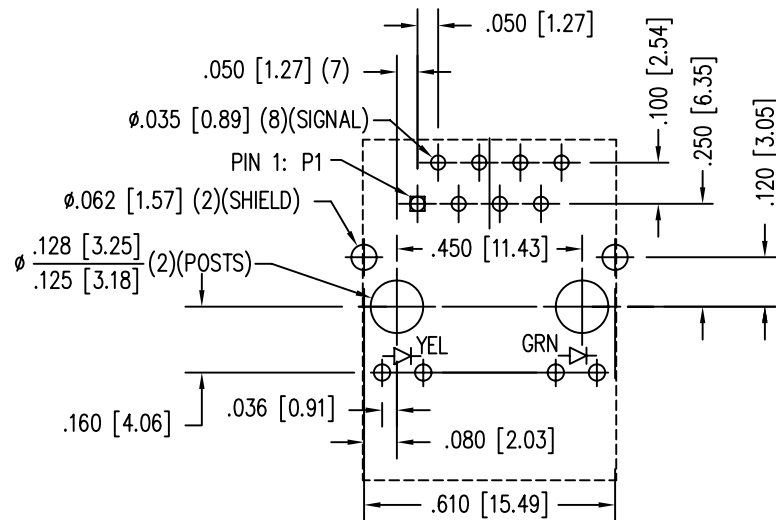 .050 [1.27]
.050 [1.27] (7)
.100 [2.54]
.250 [6.35]
.120 [3.05]
ø.035 [0.89] (8)(SIGNAL)
PIN 1: P1
ø.062 [1.57] (2)(SHIELD)
ø .128 [3.25]
.125 [3.18] (2)(POSTS)
.450 [11.43]
YEL
GRN
.160 [4.06]
.036 [0.91]
.080 [2.03]
.610 [15.49]